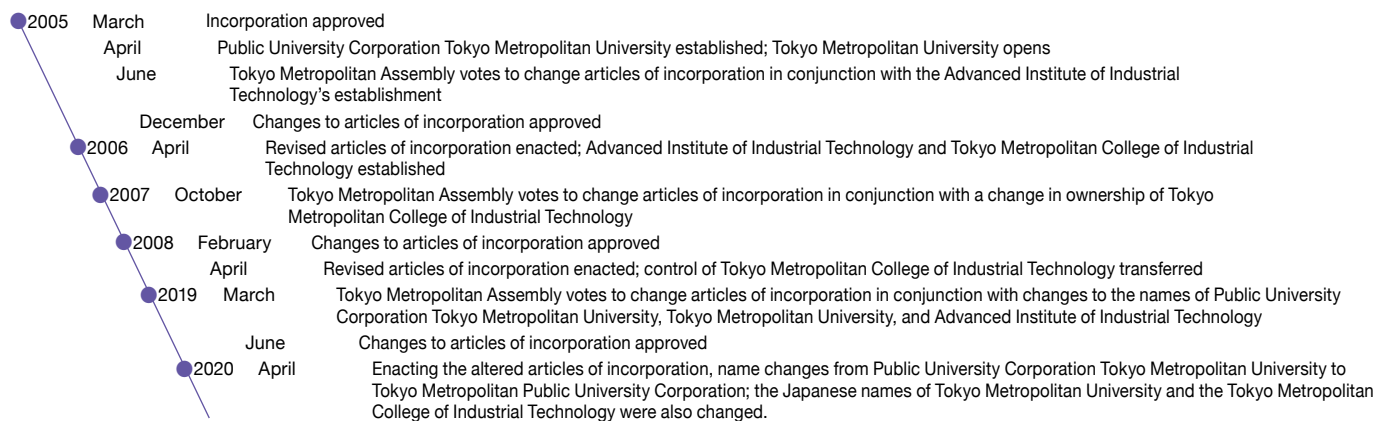 2005 March Incorporation approved
April Public University Corporation Tokyo Metropolitan University established; Tokyo Metropolitan University opens
June Tokyo Metropolitan Assembly votes to change articles of incorporation in conjunction with the Advanced Institute of Industrial
Technology's establishment
December Changes to articles of incorporation approved
2006 April Revised articles of incorporation enacted; Advanced Institute of Industrial Technology and Tokyo Metropolitan College of Industrial
Technology established
2007 October Tokyo Metropolitan Assembly votes to change articles of incorporation in conjunction with a change in ownership of Tokyo
Metropolitan College of Industrial Technology
2008 February Changes to articles of incorporation approved
April Revised articles of incorporation enacted; control of Tokyo Metropolitan College of Industrial Technology transferred
2019 March Tokyo Metropolitan Assembly votes to change articles of incorporation in conjunction with changes to the names of Public University
Corporation Tokyo Metropolitan University, Tokyo Metropolitan University, and Advanced Institute of Industrial Technology
June Changes to articles of incorporation approved
2020 April Enacting the altered articles of incorporation, name changes from Public University Corporation Tokyo Metropolitan University to
Tokyo Metropolitan Public University Corporation; the Japanese names of Tokyo Metropolitan University and the Tokyo Metropolitan
College of Industrial Technology were also changed.